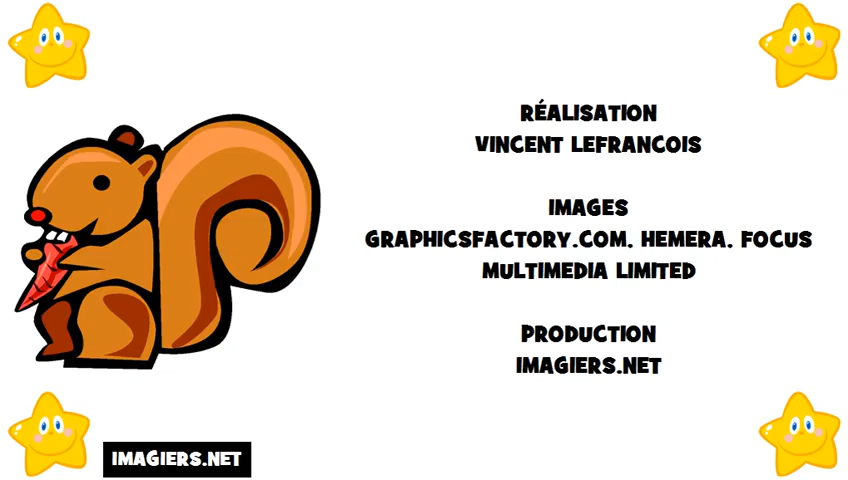 RÉALISATION
VINCENT LEFRANCOIS
IMAGES
GRAPHICSFACTORY.COM, HEMERA, FOCUS
MULTIMEDIA LIMITED
PRODUCTION
IMAGIERS.NET
IMAGIERS.NET